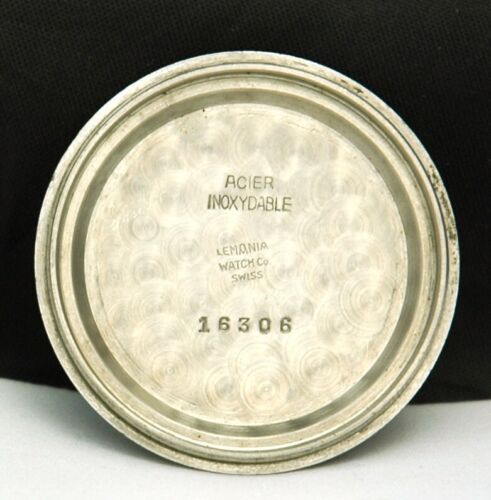 ACIER
INOXYDABLE
LEMANIA
WATCH Co.
SWISS
16306